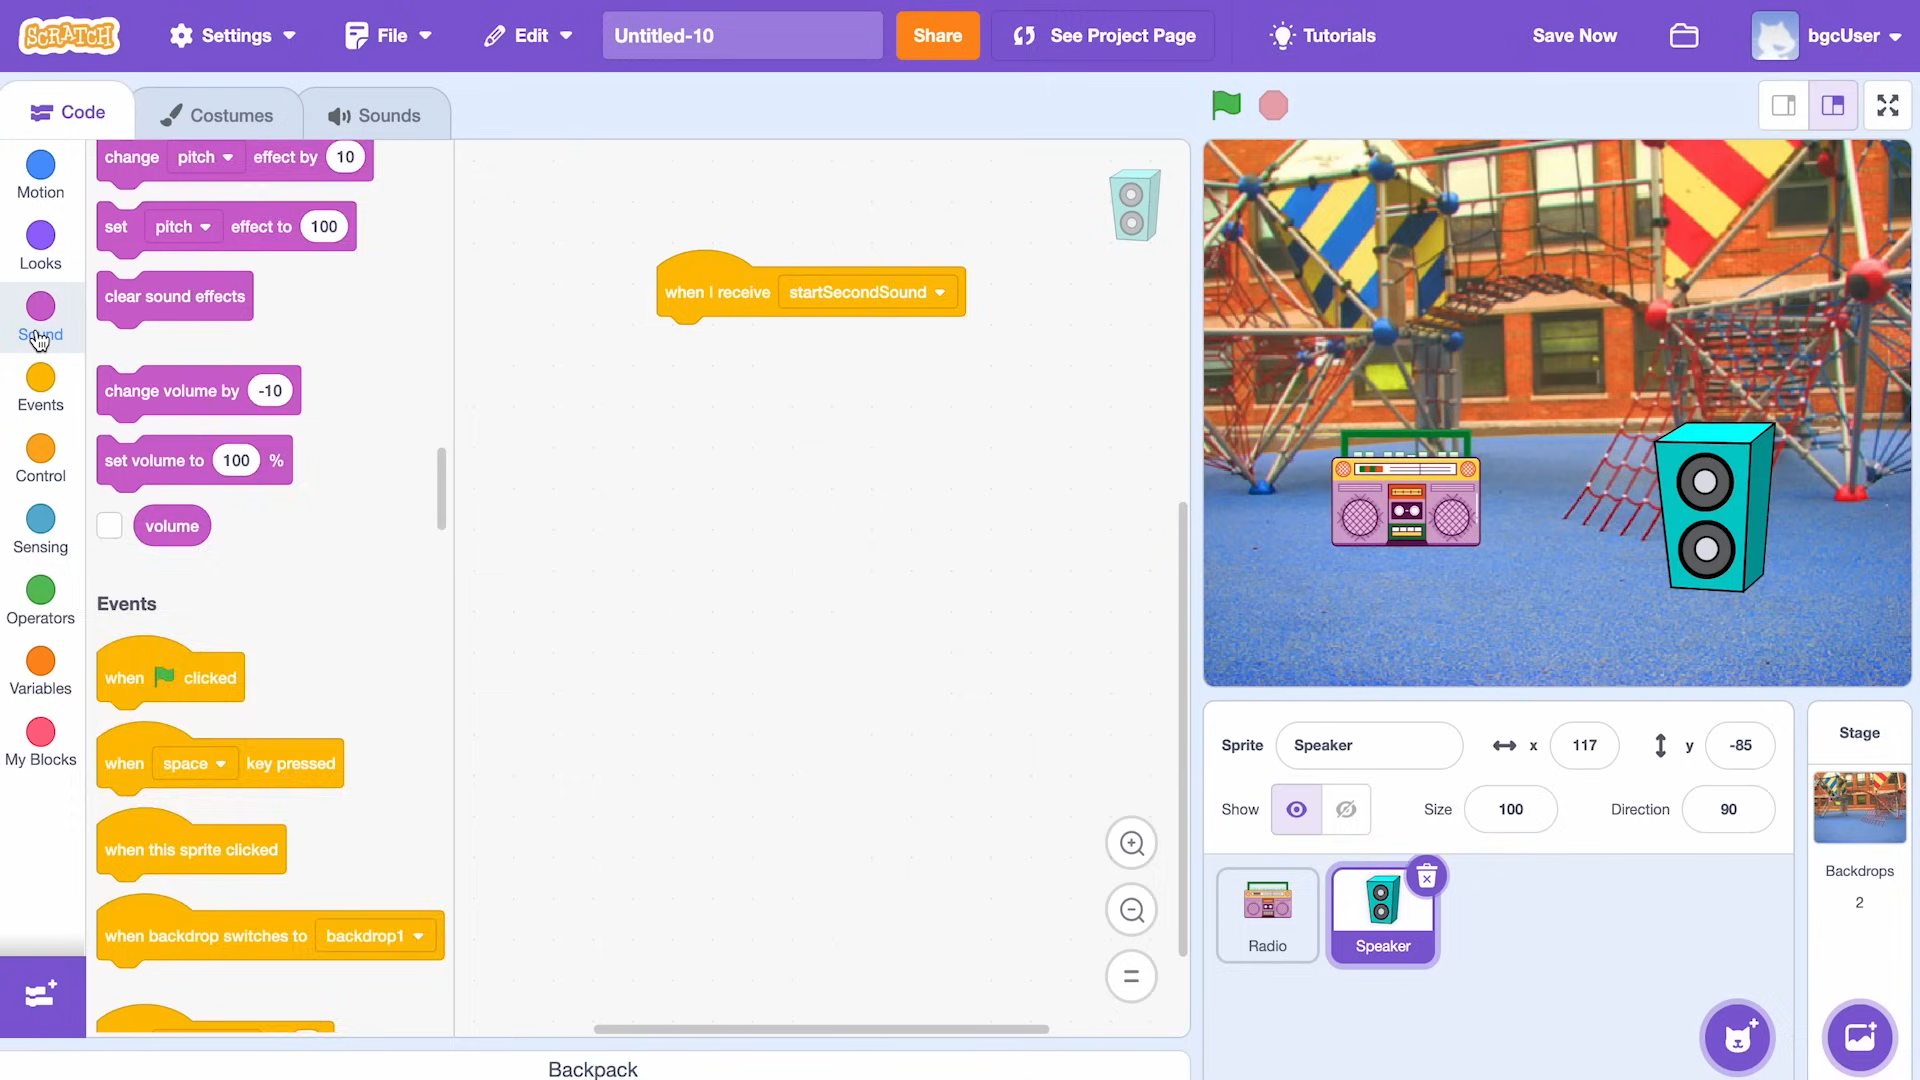 SCRATCH Settings File Edit Untitled-10 Share See Project Page Tutorials Save Now bgcUser
Code Costumes Sounds
Motion
Looks
Sound
Events
Control
Sensing
Operators
Variables
My Blocks
change pitch effect by 10
set pitch effect to 100
clear sound effects
change volume by -10
set volume to 100 %
volume
Events
when clicked
when space key pressed
when this sprite clicked
when backdrop switches to backdrop1
when I receive startSecondSound
Backpack
Sprite Speaker x 117 y -85
Show Size 100 Direction 90
Radio
Speaker
Stage
Backdrops
2